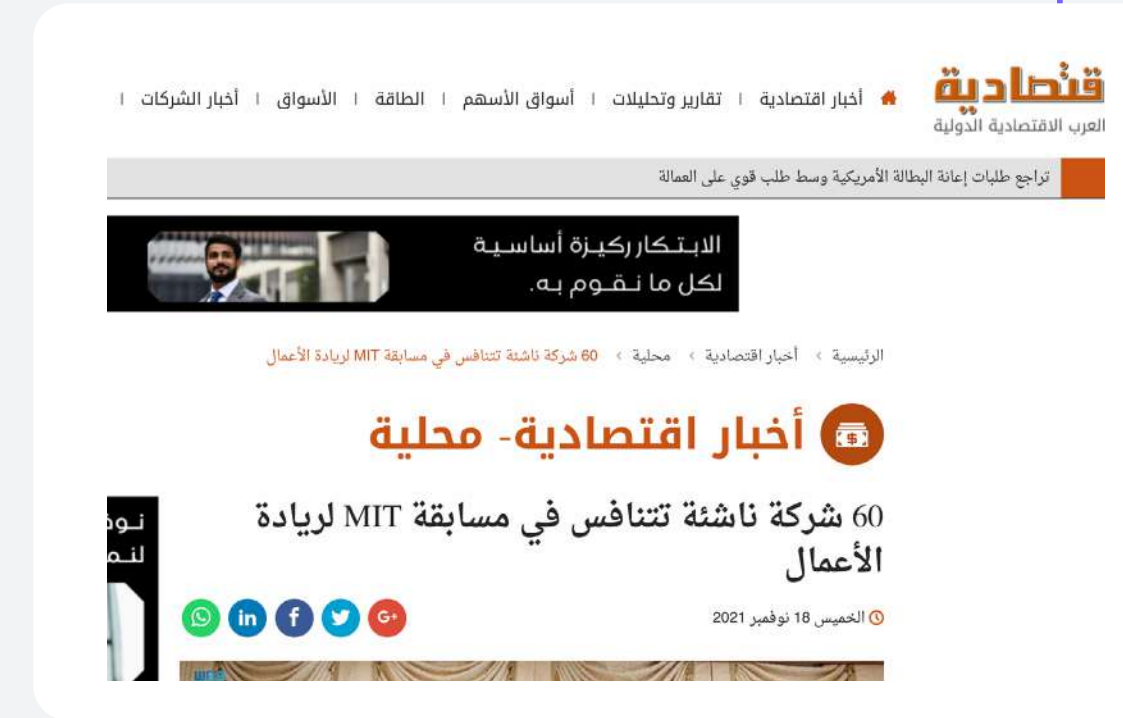 العرب الاقتصادية الدولية
أخبار اقتصادية | تقارير وتحليلات | أسواق الأسهم | الطاقة | الأسواق | أخبار الشركات |
تراجع طلبات إعانة البطالة الأمريكية وسط طلب قوي على العمالة
الابتكار ركيزة أساسية
لكل ما نقوم به.
الرئيسية › أخبار اقتصادية › محلية › 60 شركة ناشئة تتنافس في مسابقة MIT لريادة الأعمال
أخبار اقتصادية- محلية
60 شركة ناشئة تتنافس في مسابقة MIT لريادة
الأعمال
الخميس 18 نوفمبر 2021